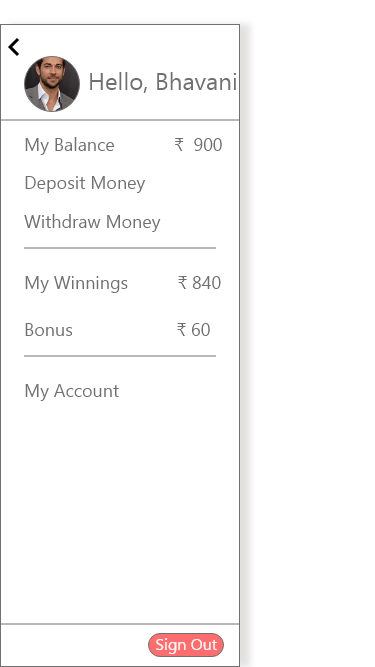 Hello, Bhavani
My Balance ₹ 900
Deposit Money
Withdraw Money
My Winnings ₹ 840
Bonus ₹ 60
My Account
Sign Out